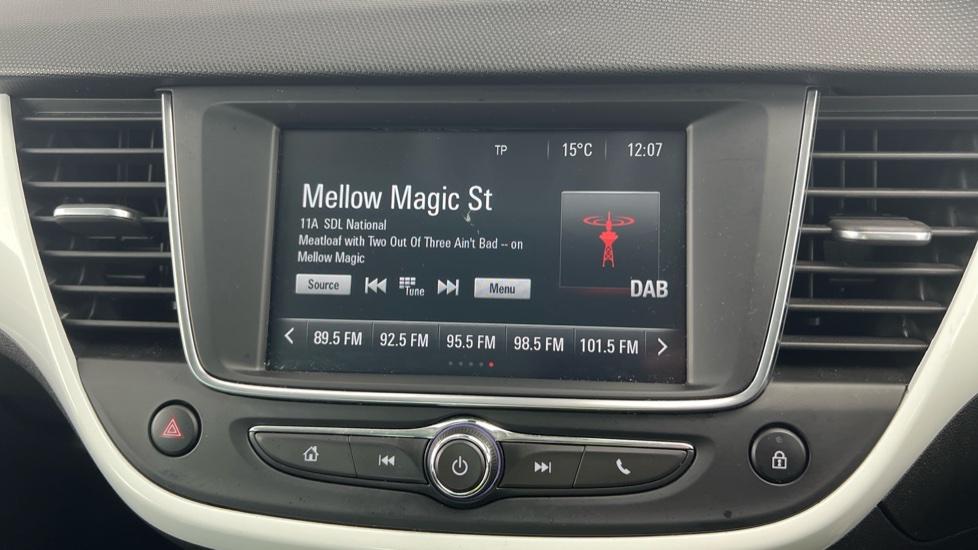 TP 15°C 12:07
Mellow Magic St
11A SDL National
Meatloaf with Two Out Of Three Ain't Bad -- on
Mellow Magic
Source Tune Menu
DAB
89.5 FM 92.5 FM 95.5 FM 98.5 FM 101.5 FM